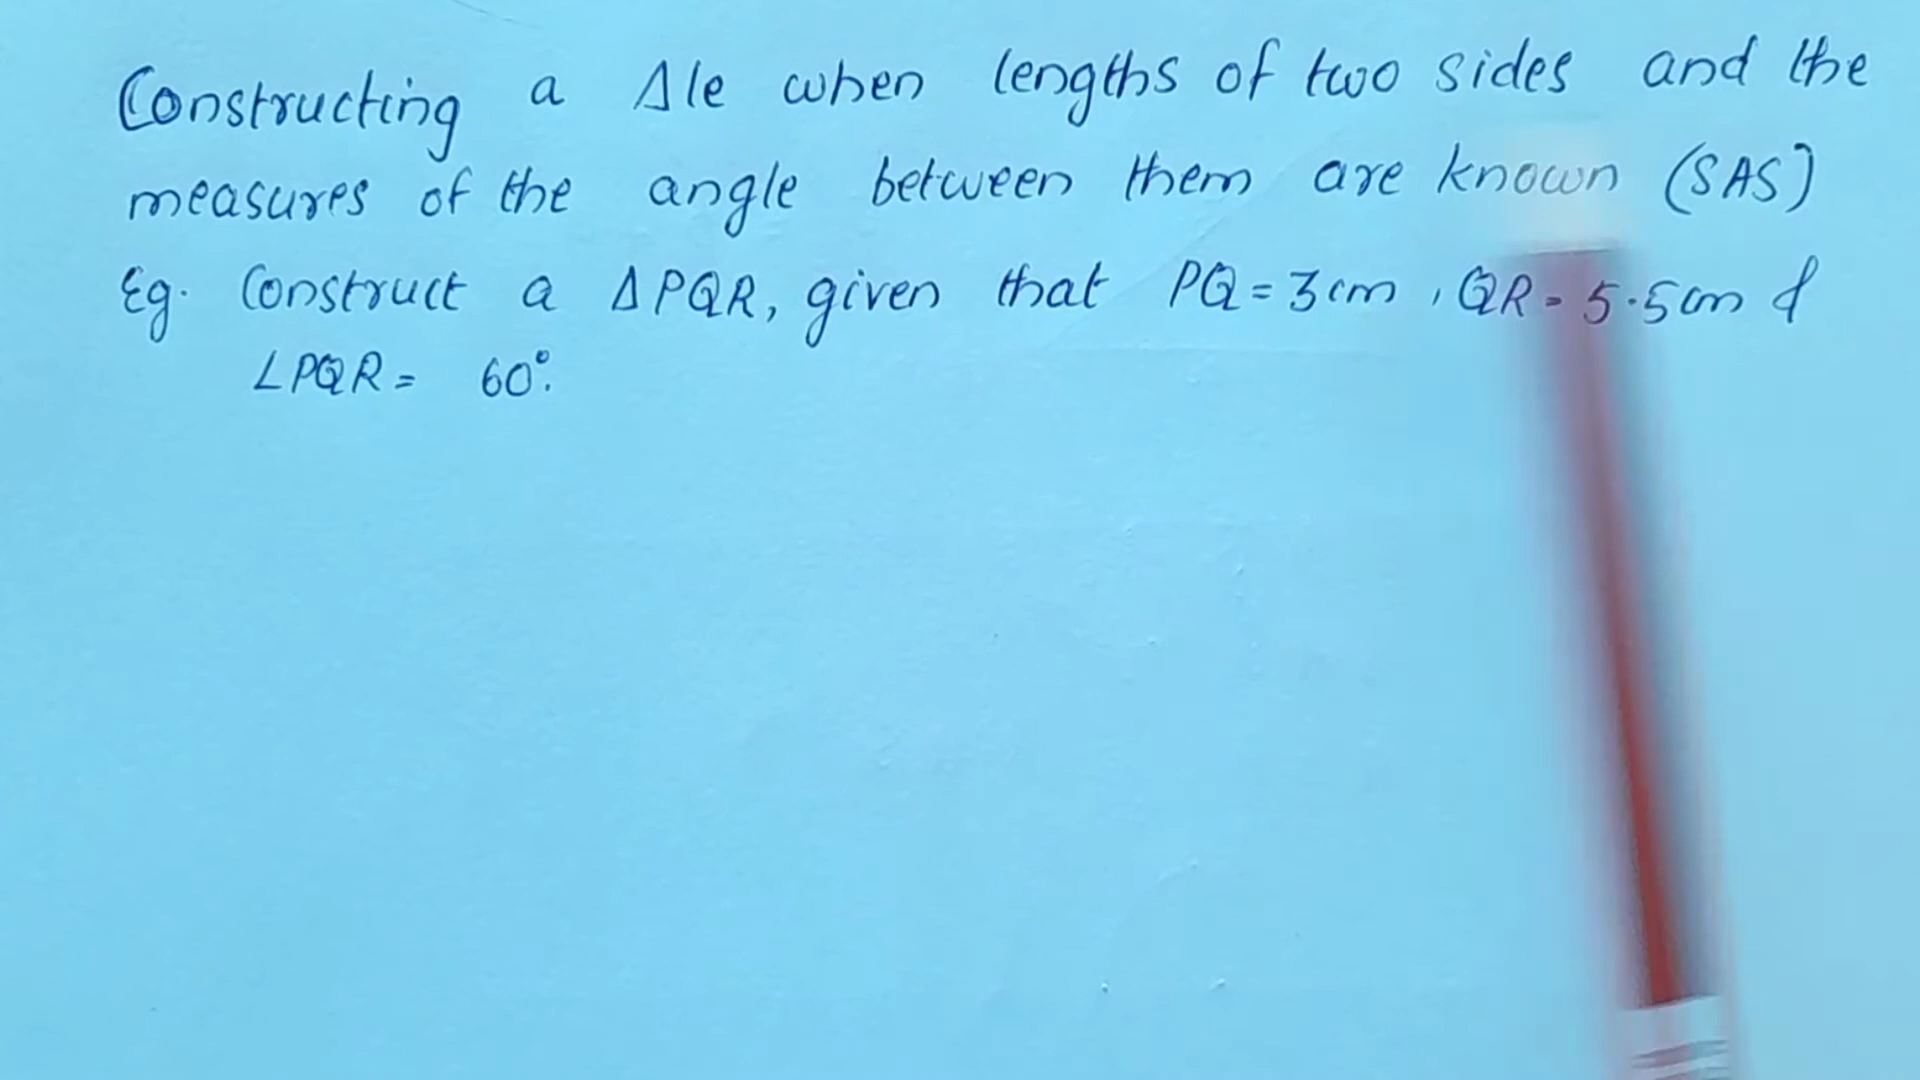 Constructing a Δle when lengths of two sides and the
measures of the angle between them are known (SAS)
Eg. Construct a ΔPQR, given that PQ = 3cm, QR = 5.5cm &
∠PQR = 60°.